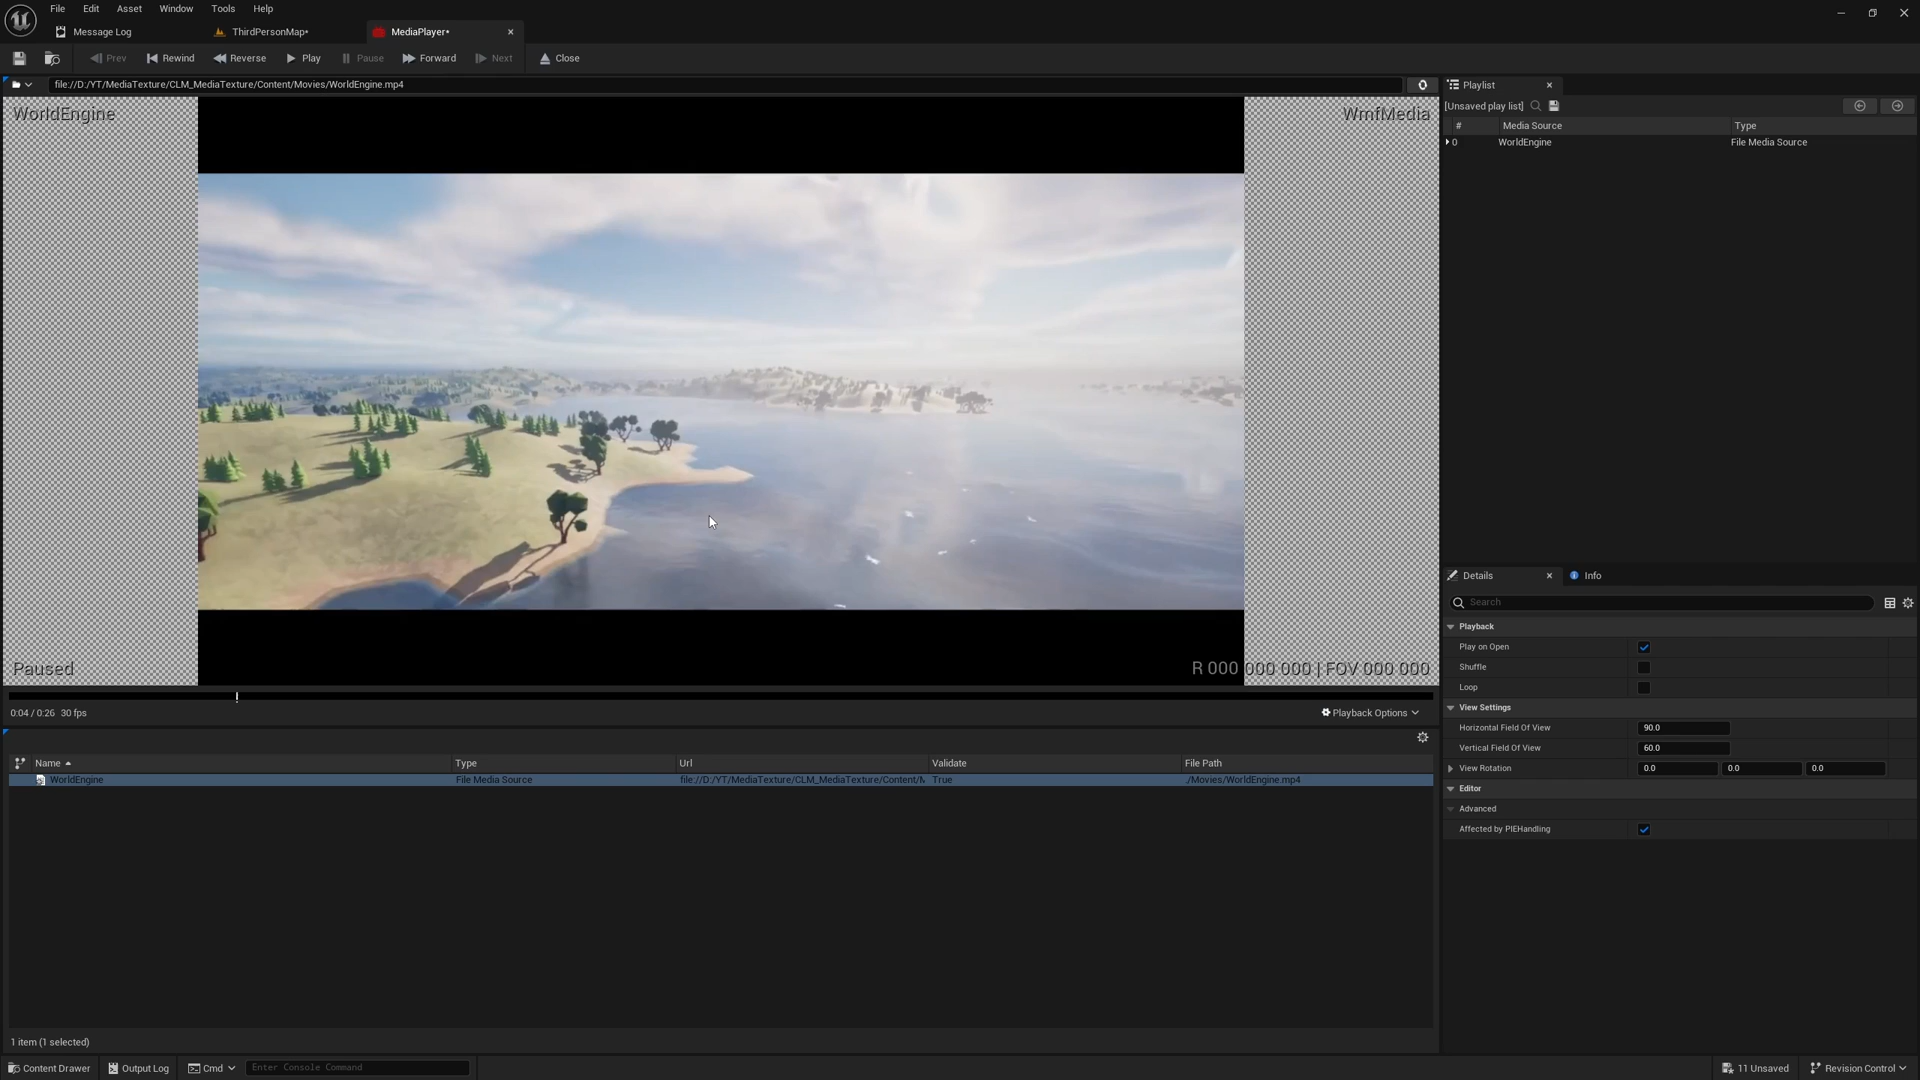 File Edit Asset Window Tools Help
Message Log ThirdPersonMap* MediaPlayer*
Prev Rewind Reverse Play Pause Forward Next Close
file://D:/YT/MediaTexture/CLM_MediaTexture/Content/Movies/WorldEngine.mp4
WorldEngine WmfMedia
Paused R 000 000 000 | FOV 000 000
0:04 / 0:26 30 fps Playback Options
Name Type Url Validate File Path
WorldEngine File Media Source file://D:/YT/MediaTexture/CLM_MediaTexture/Content/M True ./Movies/WorldEngine.mp4
1 item (1 selected)
Playlist
[Unsaved play list]
# Media Source Type
0 WorldEngine File Media Source
Details Info
Search
Playback
Play on Open
Shuffle
Loop
View Settings
Horizontal Field Of View 90.0
Vertical Field Of View 60.0
View Rotation 0.0 0.0 0.0
Editor
Advanced
Affected by PIEHandling
Content Drawer Output Log Cmd Enter Console Command 11 Unsaved Revision Control